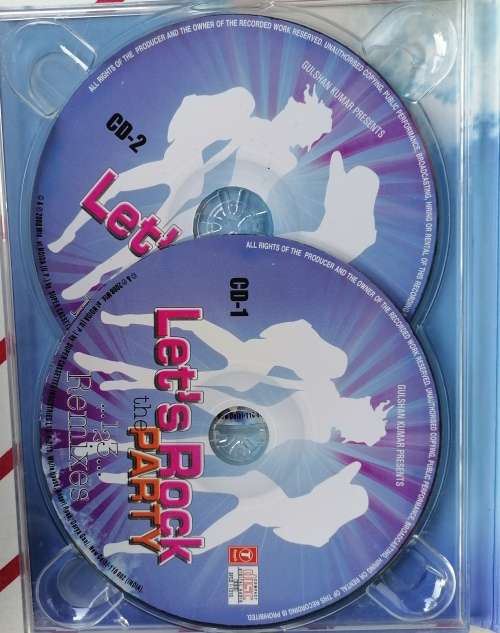 ALL RIGHTS OF THE PRODUCER AND THE OWNER OF THE RECORDED WORK RESERVED. UNAUTHORISED COPYING, PUBLIC PERFORMANCE, BROADCASTING, HIRING OR RENTAL OF THIS RECORDING
GULSHAN KUMAR PRESENTS
CD-2
Let's
ALL RIGHTS OF THE PRODUCER AND THE OWNER OF THE RECORDED WORK RESERVED. UNAUTHORISED COPYING, PUBLIC PERFORMANCE, BROADCASTING, HIRING OR RENTAL OF THIS RECORDING IS PROHIBITED.
GULSHAN KUMAR PRESENTS
CD-1
Let's Rock
the PARTY
...1,2,3...
Remixes
T